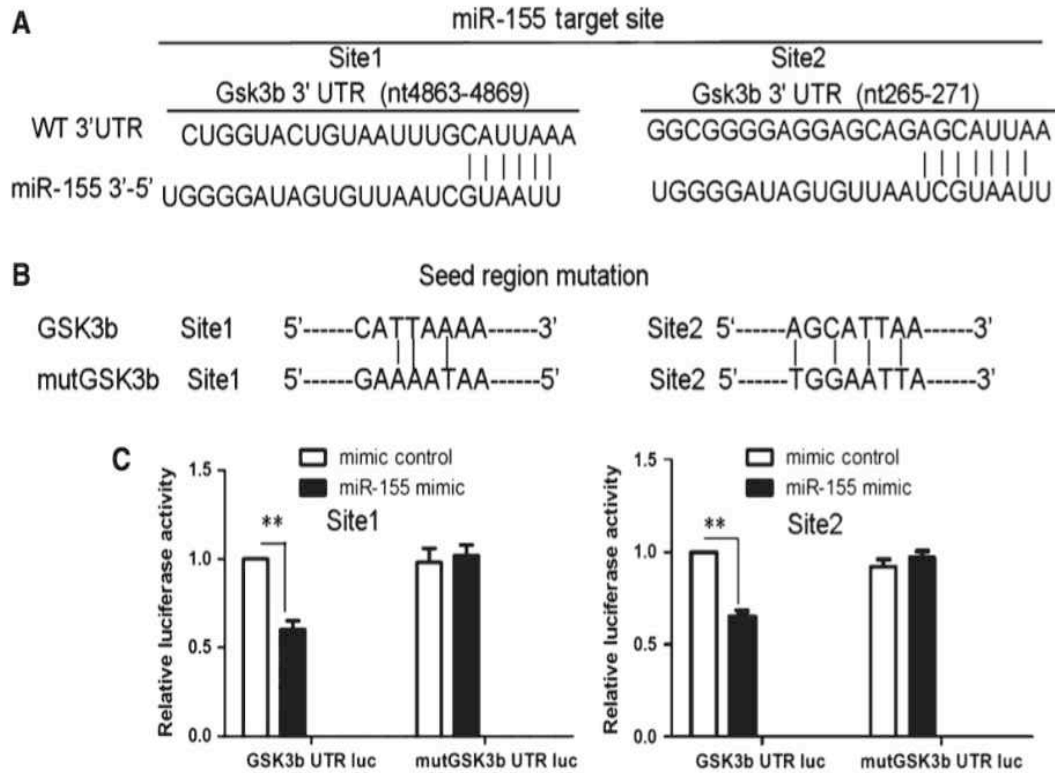 A
miR-155 target site
Site1 Site2
Gsk3b 3' UTR (nt4863-4869) Gsk3b 3' UTR (nt265-271)
WT 3'UTR CUGGUACUGUAAUUUGCAUUAAA GGCGGGGAGGAGCAGAGCAUUAA
miR-155 3'-5' UGGGGAUAGUGUUAAUCGUAAUU UGGGGAUAGUGUUAAUCGUAAUU
B
Seed region mutation
GSK3b Site1 5'------CATTAAAA------3' Site2 5'------AGCATTAA------3'
mutGSK3b Site1 5'------GAAAATAA------5' Site2 5'------TGGAATTA------3'
C
mimic control
miR-155 mimic
Site1
**
Relative luciferase activity
1.5
1.0
0.5
0.0
GSK3b UTR luc mutGSK3b UTR luc
mimic control
miR-155 mimic
Site2
**
Relative luciferase activity
1.5
1.0
0.5
0.0
GSK3b UTR luc mutGSK3b UTR luc